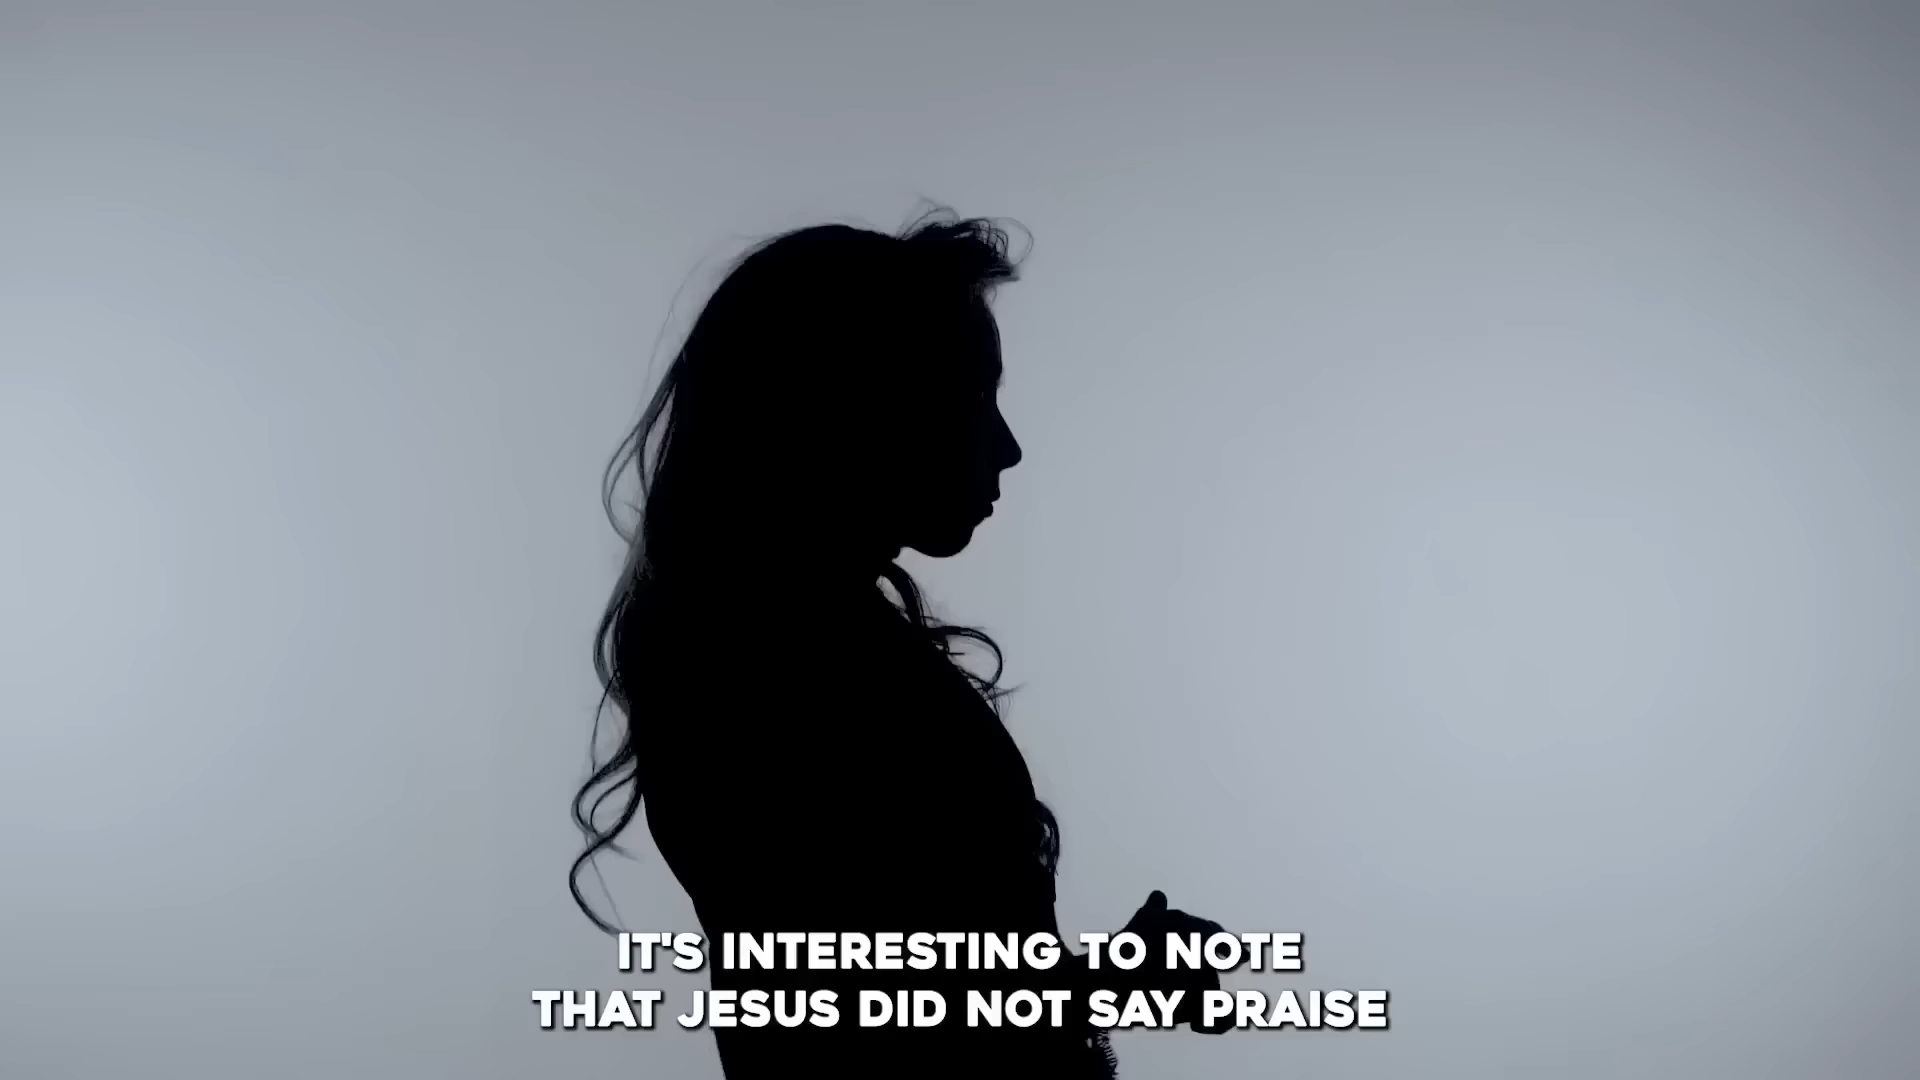 IT'S INTERESTING TO NOTE
THAT JESUS DID NOT SAY PRAISE